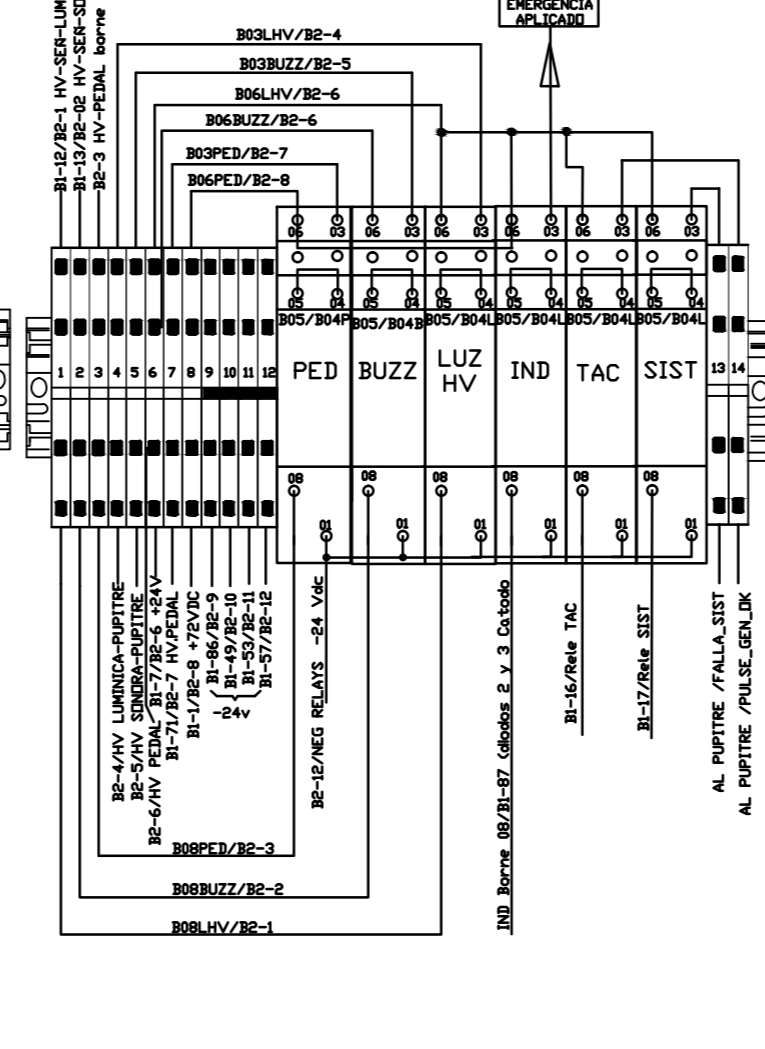 EMERGENCIA
APLICADO
B1-12/B2-1 HV-SEÑ-LUM
B1-13/B2-02 HV-SEÑ-SO
B2-3 HV-PEDAL borne
B03LHV/B2-4
B03BUZZ/B2-5
B06LHV/B2-6
B06BUZZ/B2-6
B03PED/B2-7
B06PED/B2-8
06 03 06 03 06 03 06 03 06 03 06 03
05 04 05 04 05 04 05 04 05 04 05 04
B05/B04P B05/B04B B05/B04L B05/B04L B05/B04L B05/B04L
1 2 3 4 5 6 7 8 9 10 11 12
PED
BUZZ
LUZ
HV
IND
TAC
SIST
13 14
08 08 08 08 08 08
01 01 01 01 01 01
B2-4/HV LUMINICA-PUPITRE
B2-5/HV SONORA-PUPITRE
B2-6/HV PEDAL
B1-7/B2-6 +24V
B1-71/B2-7 HV.PEDAL
B1-1/B2-8 +72VDC
B1-86/B2-9
B1-49/B2-10
B1-53/B2-11
B1-57/B2-12
-24v
B2-12/NEG RELAYS -24 Vdc
IND Borne 08/B1-87 (diodos 2 y 3 Catodo
B1-16/Rele TAC
B1-17/Rele SIST
AL PUPITRE /FALLA_SIST
AL PUPITRE /PULSE_GEN_OK
B08PED/B2-3
B08BUZZ/B2-2
B08LHV/B2-1